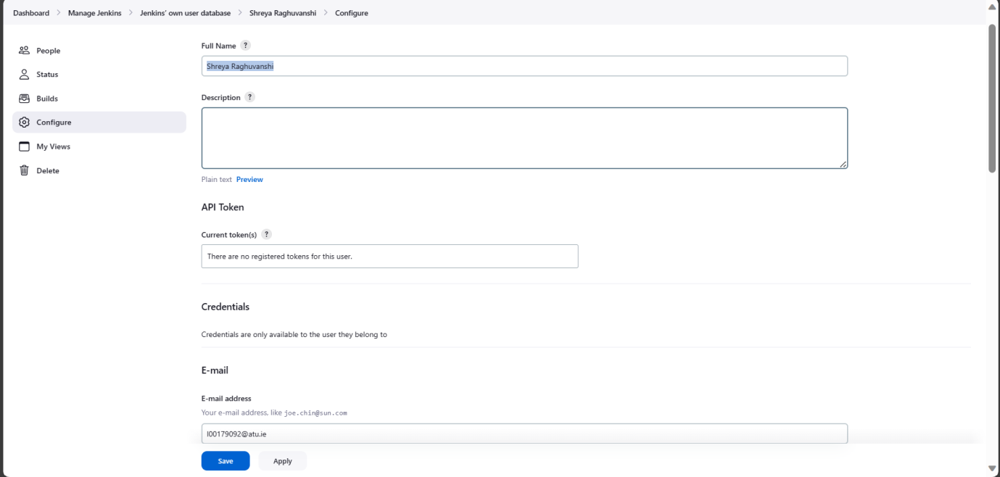 Dashboard > Manage Jenkins > Jenkins' own user database > Shreya Raghuvanshi > Configure
People
Status
Builds
Configure
My Views
Delete
Full Name ?
Shreya Raghuvanshi
Description ?
Plain text Preview
API Token
Current token(s) ?
There are no registered tokens for this user.
Credentials
Credentials are only available to the user they belong to
E-mail
E-mail address
Your e-mail address, like joe.chin@sun.com
l00179092@atu.ie
Save Apply